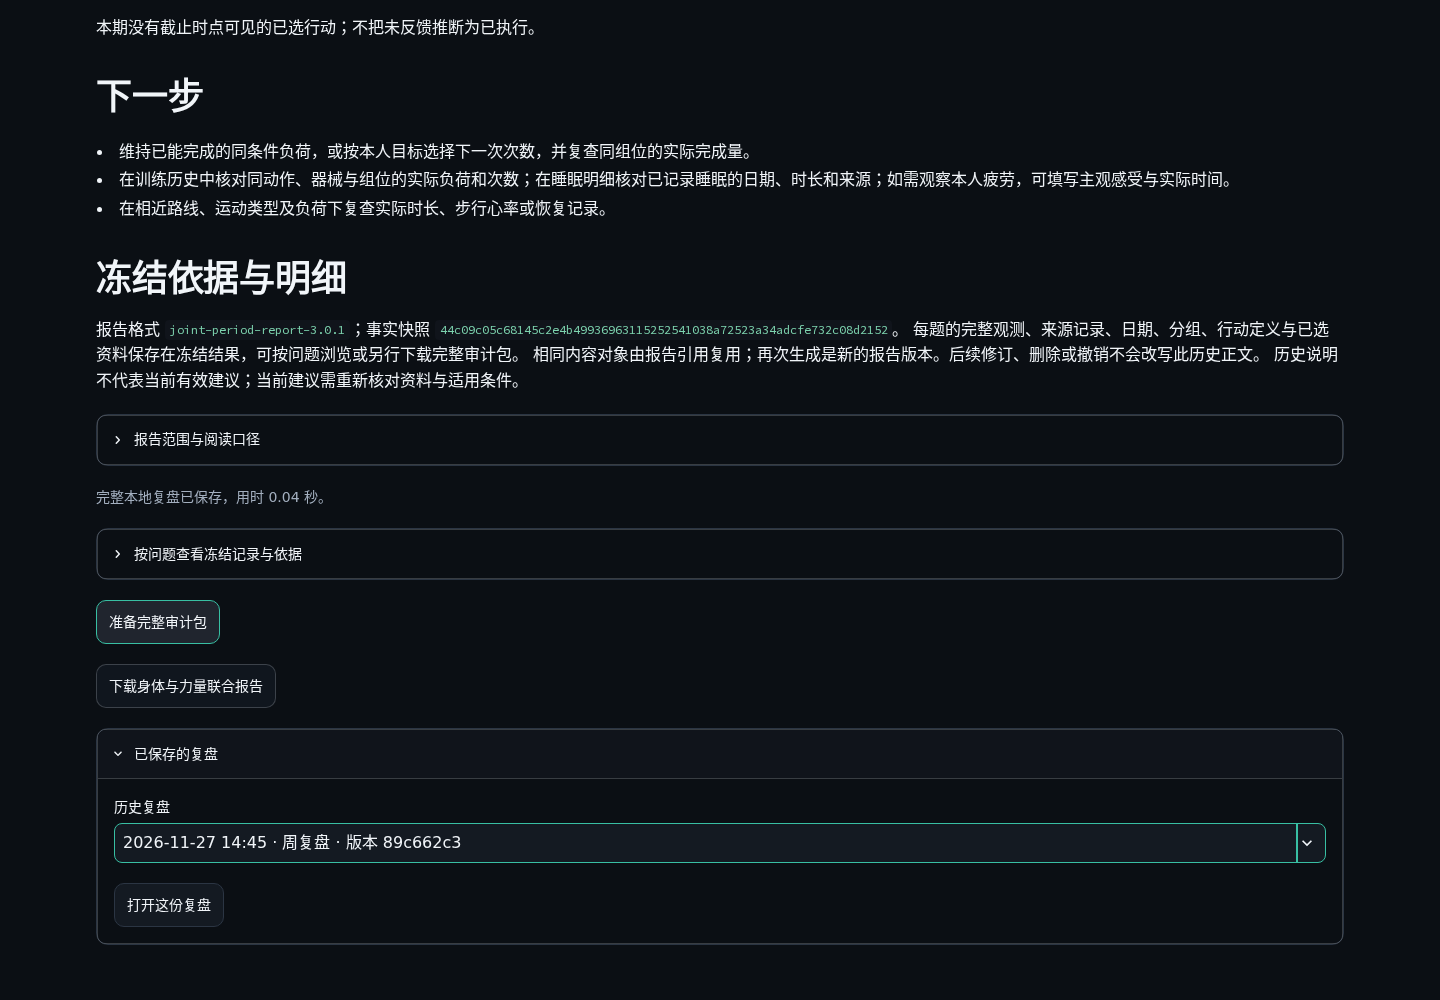 本期没有截止时点可见的已选行动；不把未反馈推断为已执行。
下一步
维持已能完成的同条件负荷，或按本人目标选择下一次次数，并复查同组位的实际完成量。
在训练历史中核对同动作、器械与组位的实际负荷和次数；在睡眠明细核对已记录睡眠的日期、时长和来源；如需观察本人疲劳，可填写主观感受与实际时间。
在相近路线、运动类型及负荷下复查实际时长、步行心率或恢复记录。
冻结依据与明细
报告格式 joint-period-report-3.0.1 ；事实快照 44c09c05c68145c2e4b49936963115252541038a72523a34adcfe732c08d2152 。 每题的完整观测、来源记录、日期、分组、行动定义与已选
资料保存在冻结结果，可按问题浏览或另行下载完整审计包。 相同内容对象由报告引用复用；再次生成是新的报告版本。后续修订、删除或撤销不会改写此历史正文。 历史说明
不代表当前有效建议；当前建议需重新核对资料与适用条件。
报告范围与阅读口径
完整本地复盘已保存，用时 0.04 秒。
按问题查看冻结记录与依据
准备完整审计包
下载身体与力量联合报告
已保存的复盘
历史复盘
2026-11-27 14:45 · 周复盘 · 版本 89c662c3
打开这份复盘